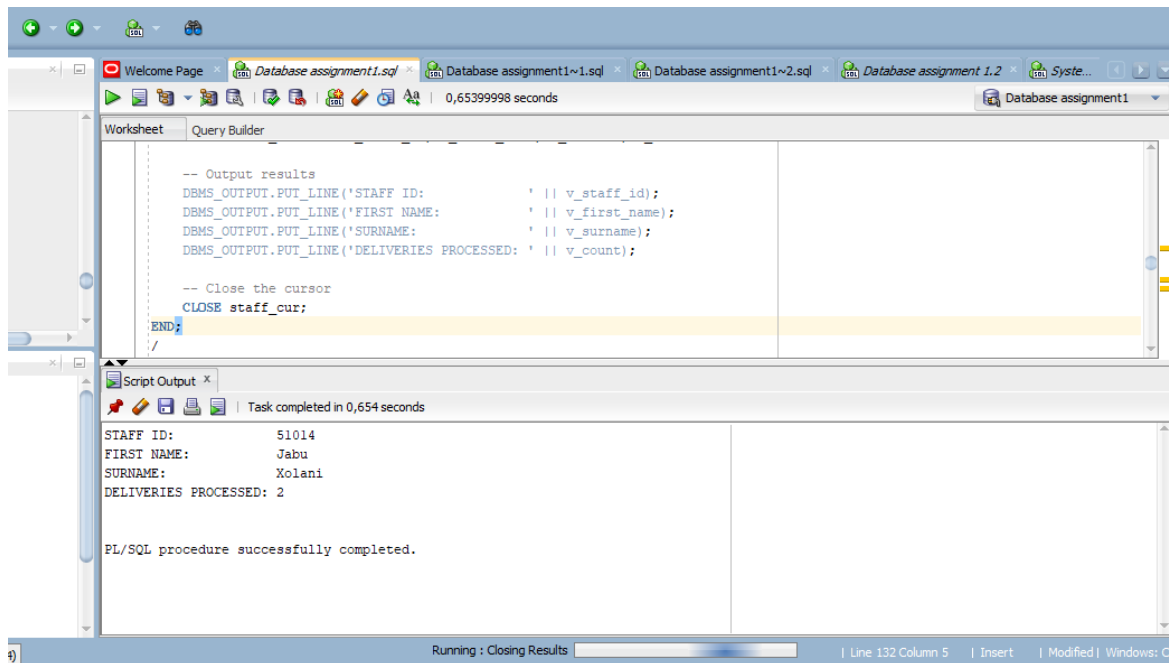 Welcome Page
Database assignment1.sql
Database assignment1~1.sql
Database assignment1~2.sql
Database assignment 1.2
Syste...
0,65399998 seconds
Database assignment1
Worksheet
Query Builder
-- Output results
DBMS_OUTPUT.PUT_LINE('STAFF ID:             ' || v_staff_id);
DBMS_OUTPUT.PUT_LINE('FIRST NAME:           ' || v_first_name);
DBMS_OUTPUT.PUT_LINE('SURNAME:              ' || v_surname);
DBMS_OUTPUT.PUT_LINE('DELIVERIES PROCESSED: ' || v_count);
-- Close the cursor
CLOSE staff_cur;
END;
/
Script Output
Task completed in 0,654 seconds
STAFF ID:             51014
FIRST NAME:           Jabu
SURNAME:              Xolani
DELIVERIES PROCESSED: 2
PL/SQL procedure successfully completed.
4)
Running : Closing Results
| Line 132 Column 5
| Insert
| Modified
| Windows: C